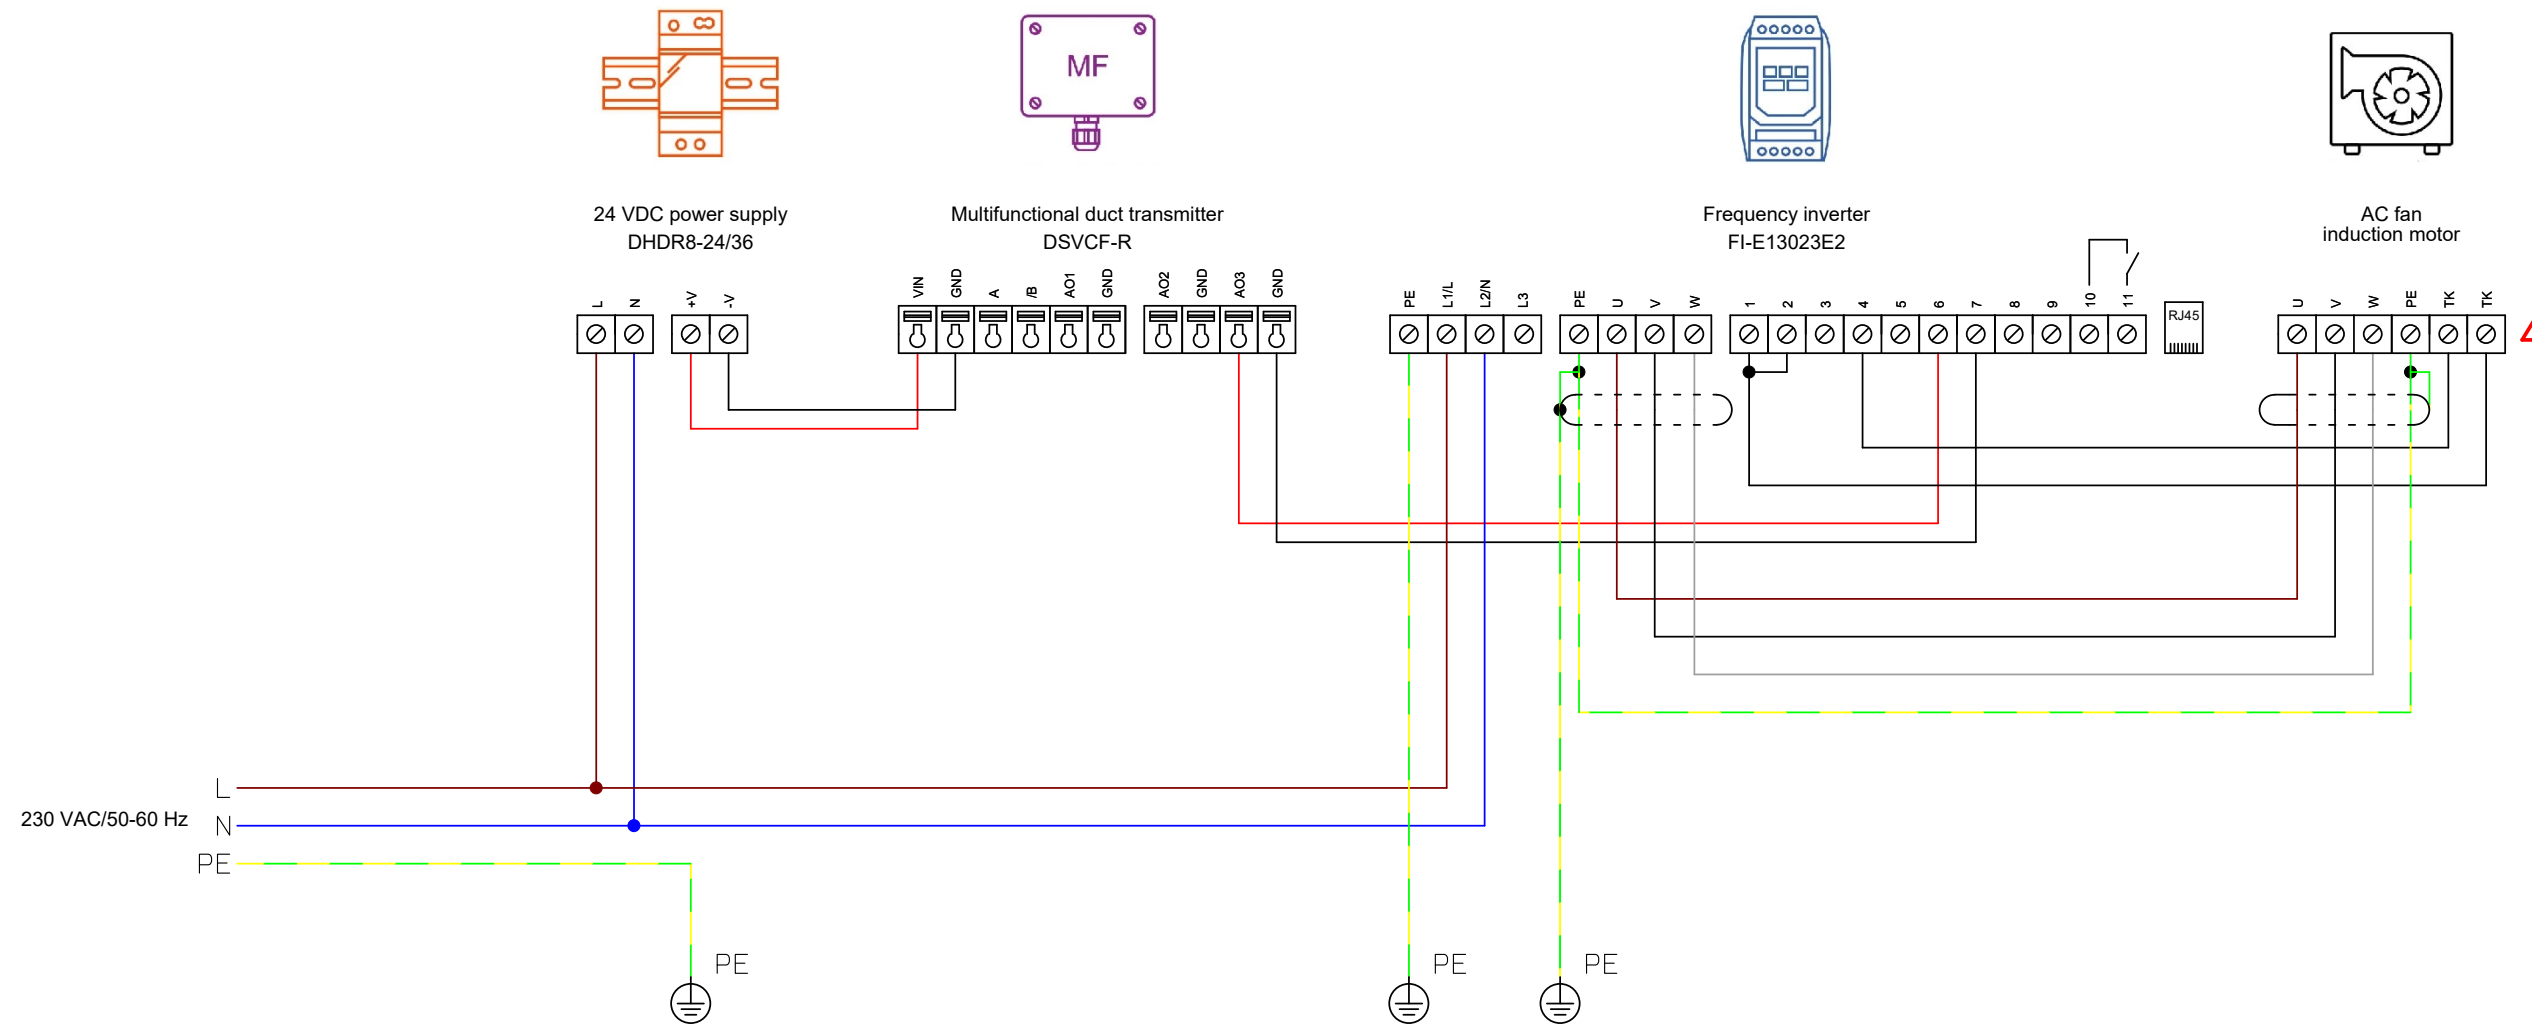 MF
24 VDC power supply
DHDR8-24/36
Multifunctional duct transmitter
DSVCF-R
Frequency inverter
FI-E13023E2
AC fan
induction motor
L N +V -V
VIN GND A /B AO1 GND AO2 GND AO3 GND
PE L1/L L2/N L3
PE U V W
1 2 3 4 5 6 7 8 9 10 11
RJ45
U V W PE TK TK
L
230 VAC/50-60 Hz N
PE
PE PE PE